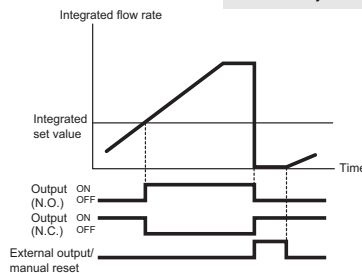 Integrated flow rate
Integrated
set value
Time
Output ON
(N.O.) OFF
Output ON
(N.C.) OFF
External output/
manual reset